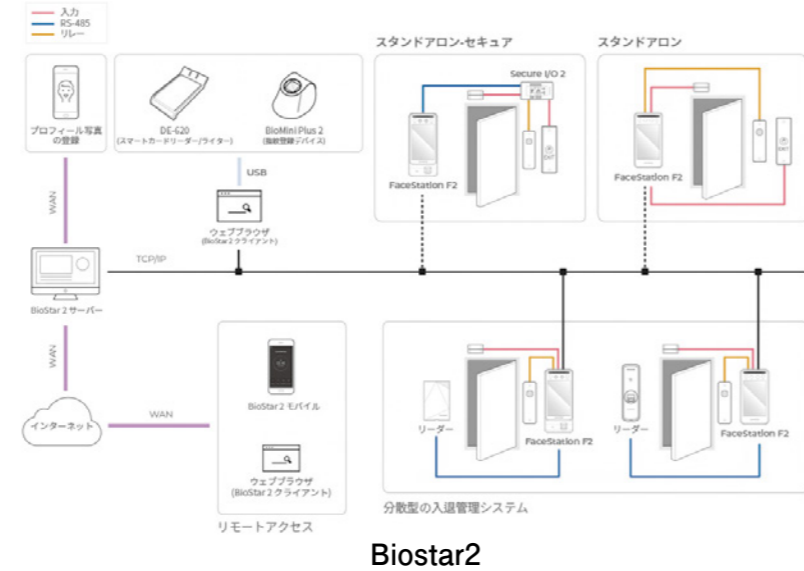 入力
RS-485
リレー
プロフィール写真
の登録
DE-620
(スマートカードリーダー/ライター)
BioMini Plus 2
(指紋登録デバイス)
スタンドアロン-セキュア
Secure I/O 2
EXIT
FaceStation F2
スタンドアロン
EXIT
FaceStation F2
WAN
USB
ウェブブラウザ
(BioStar 2 クライアント)
TCP/IP
BioStar 2 サーバー
WAN
インターネット
WAN
BioStar 2 モバイル
ウェブブラウザ
(BioStar 2 クライアント)
リモートアクセス
リーダー
FaceStation F2
リーダー
FaceStation F2
分散型の入退管理システム
Biostar2